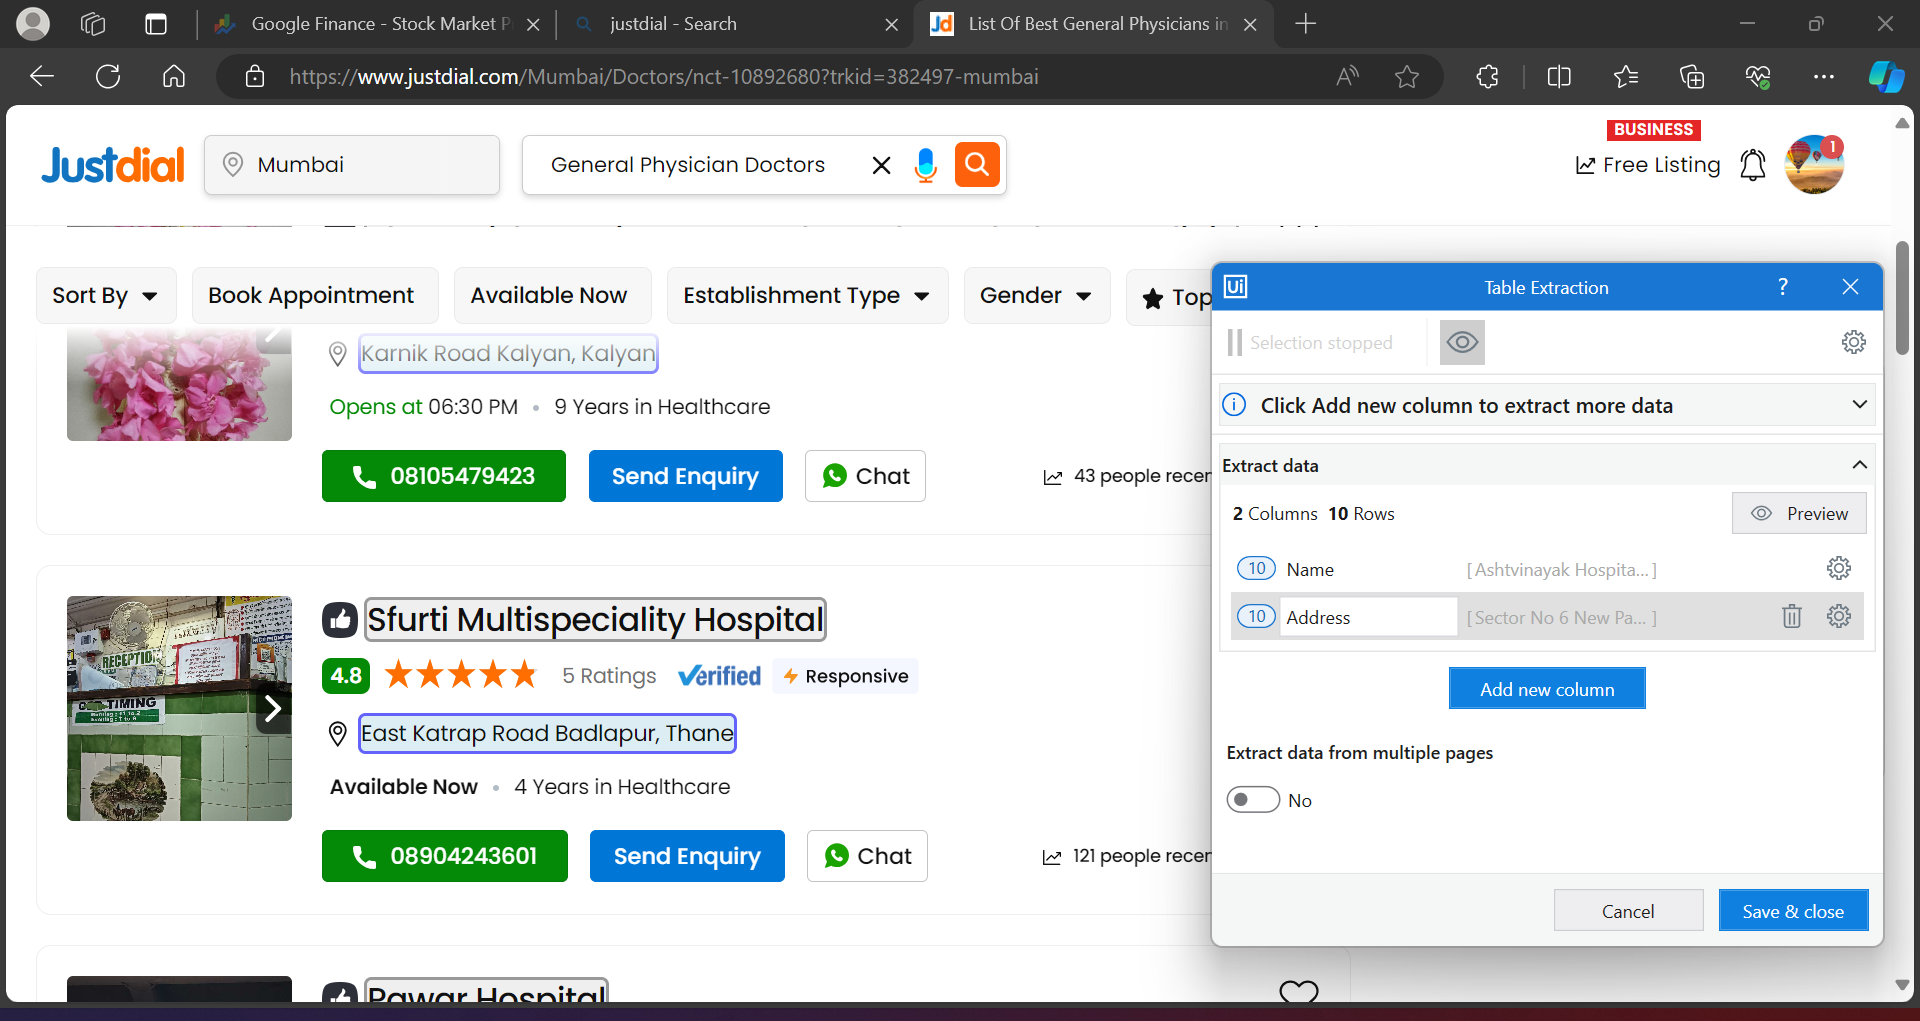 Google Finance - Stock Market P
justdial - Search
List Of Best General Physicians in
https://www.justdial.com/Mumbai/Doctors/nct-10892680?trkid=382497-mumbai
Justdial
Mumbai
General Physician Doctors
BUSINESS
Free Listing
1
Sort By
Book Appointment
Available Now
Establishment Type
Gender
Top
Karnik Road Kalyan, Kalyan
Opens at 06:30 PM • 9 Years in Healthcare
08105479423
Send Enquiry
Chat
43 people recen
RECEPTION
TIMING
Sfurti Multispeciality Hospital
4.8
5 Ratings
Verified
Responsive
East Katrap Road Badlapur, Thane
Available Now • 4 Years in Healthcare
08904243601
Send Enquiry
Chat
121 people recen
Pawar Hospital
Ui
Table Extraction
?
Selection stopped
Click Add new column to extract more data
Extract data
2 Columns 10 Rows
Preview
10 Name [ Ashtvinayak Hospita... ]
10 Address [ Sector No 6 New Pa... ]
Add new column
Extract data from multiple pages
No
Cancel
Save & close